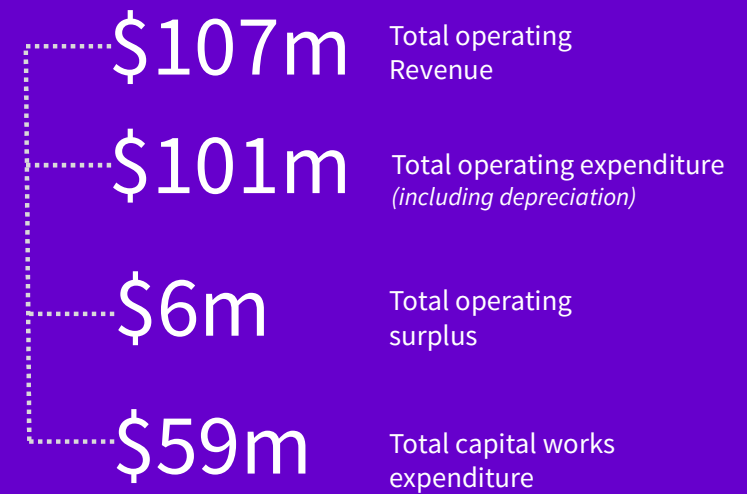 $107m
Total operating
Revenue
$101m
Total operating expenditure
(including depreciation)
$6m
Total operating
surplus
$59m
Total capital works
expenditure